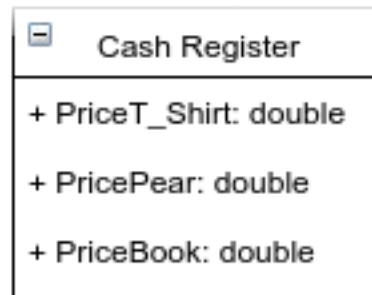 Cash Register
+ PriceT_Shirt: double
+ PricePear: double
+ PriceBook: double